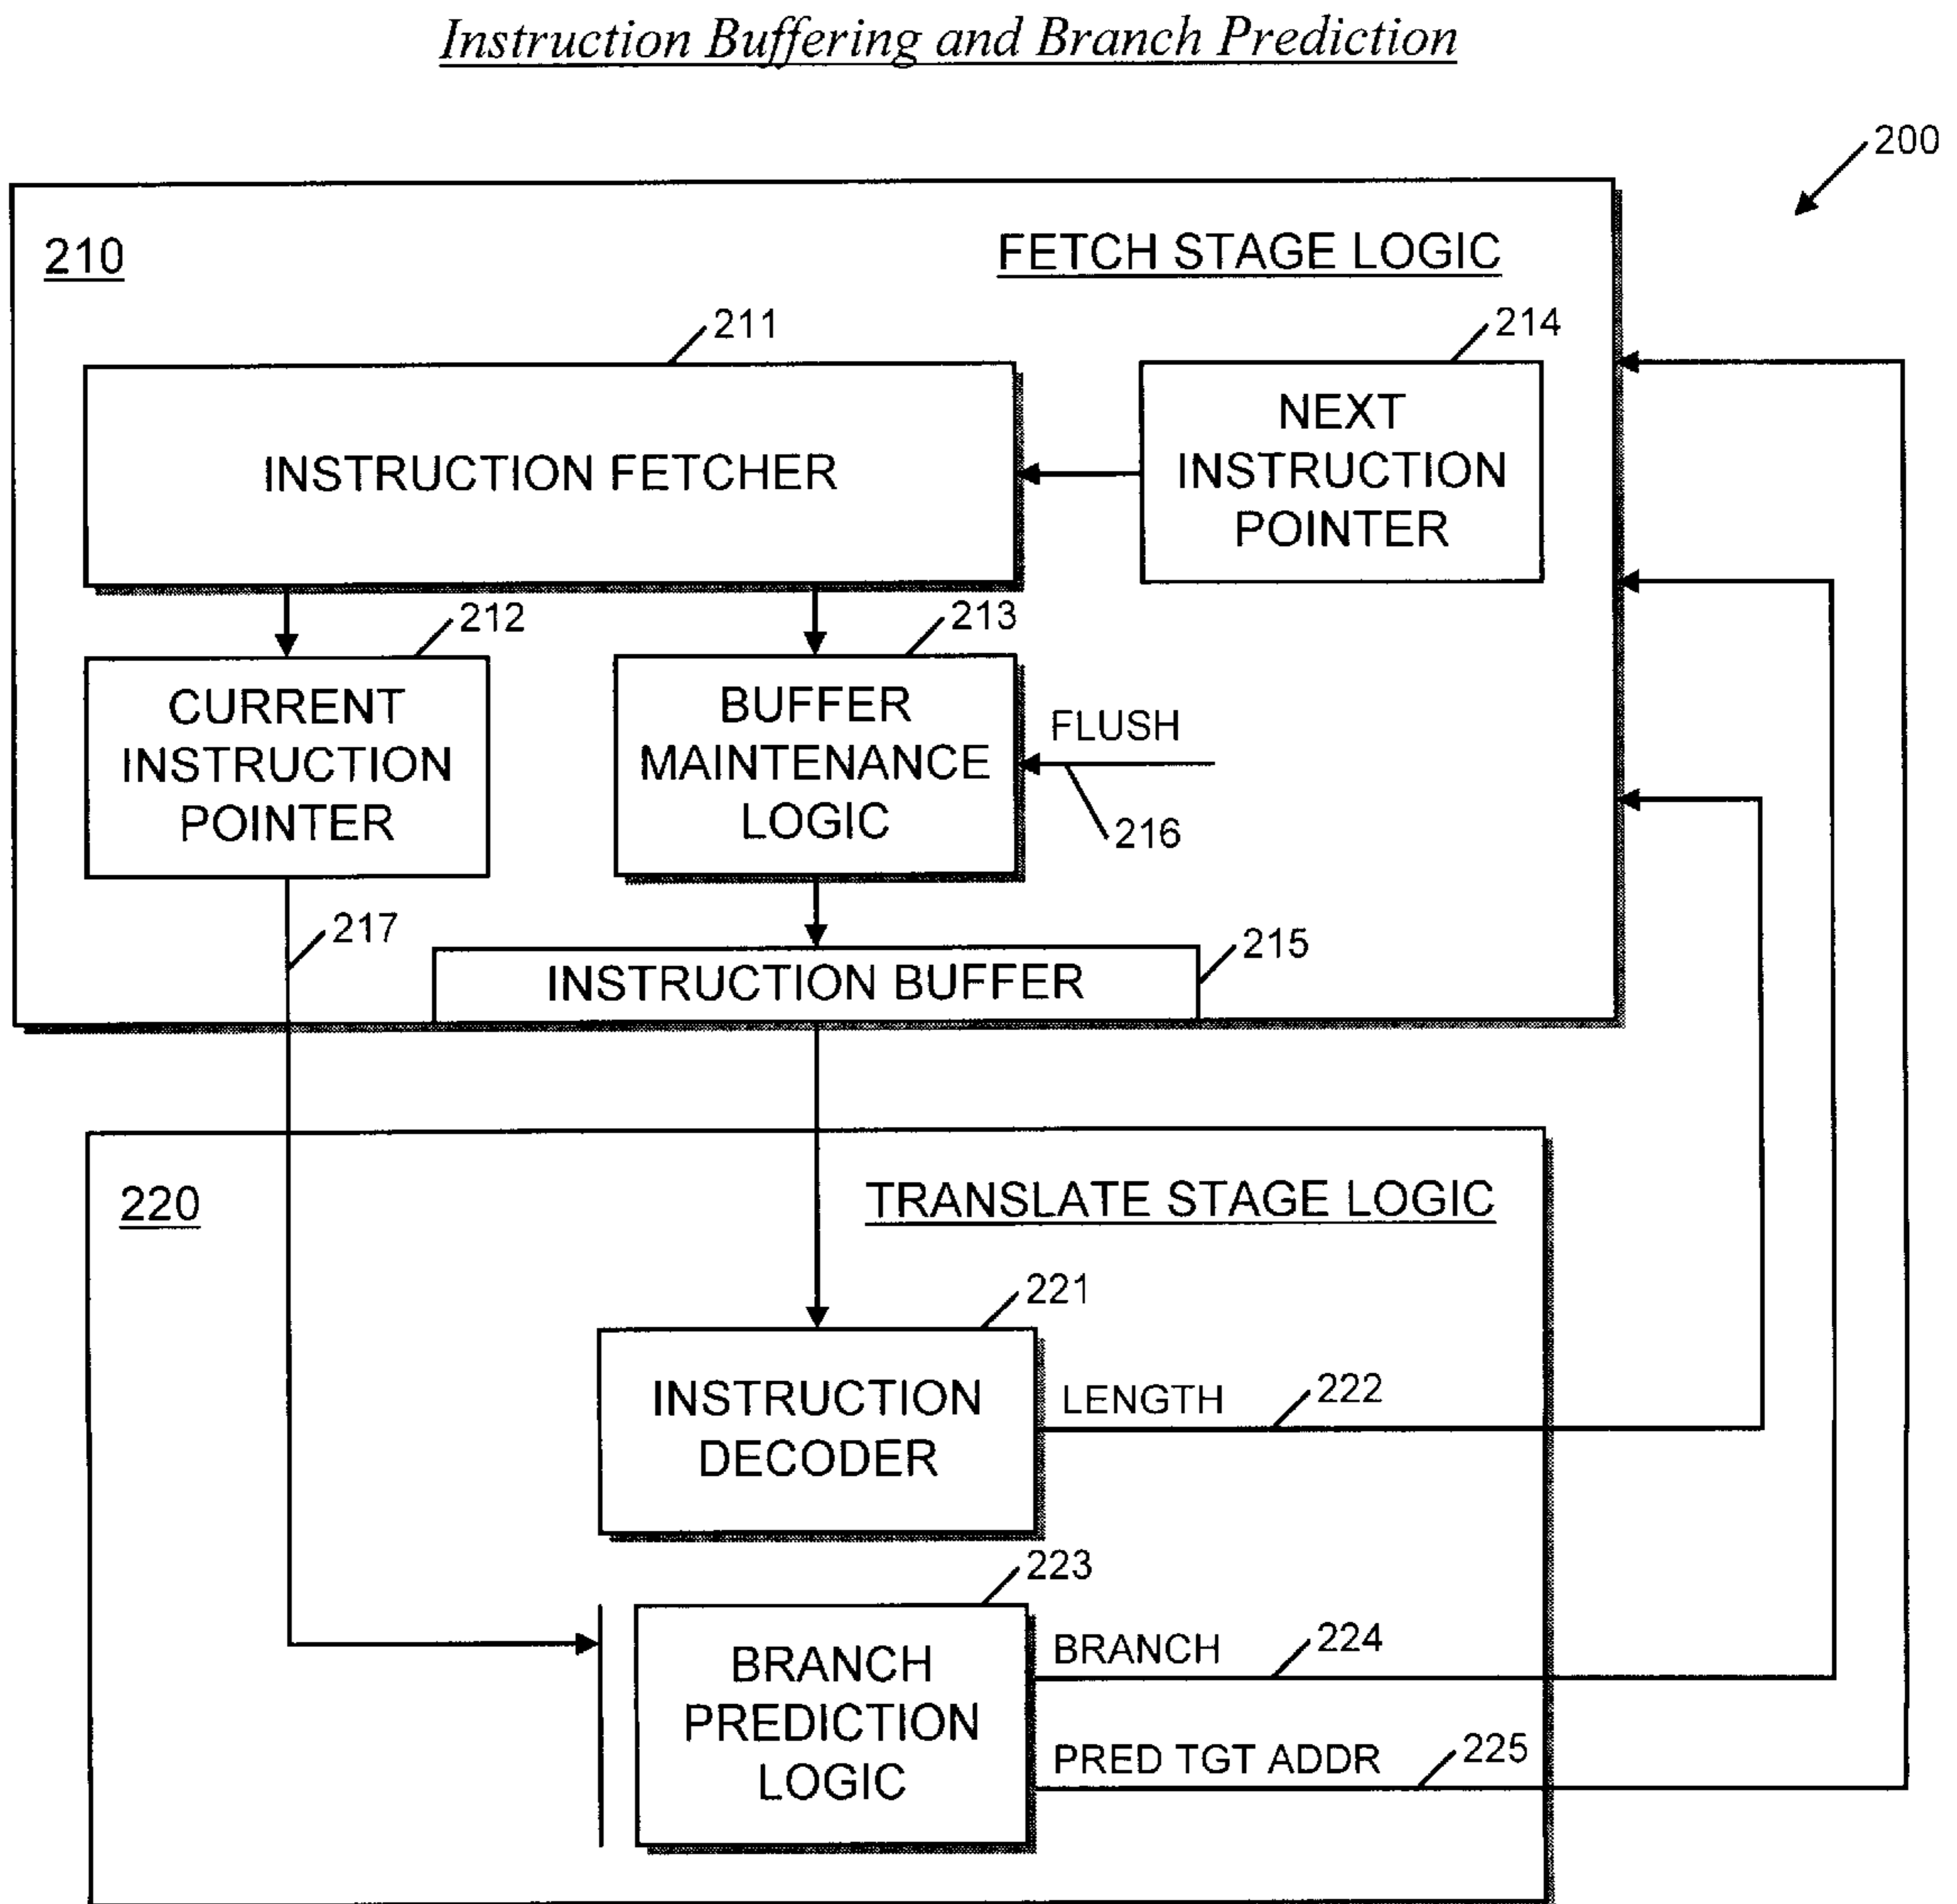 Instruction Buffering and Branch Prediction
200
210
FETCH STAGE LOGIC
211
214
INSTRUCTION FETCHER
NEXT
INSTRUCTION
POINTER
212
213
CURRENT
INSTRUCTION
POINTER
BUFFER
MAINTENANCE
LOGIC
FLUSH
216
217
215
INSTRUCTION BUFFER
220
TRANSLATE STAGE LOGIC
221
INSTRUCTION
DECODER
LENGTH
222
223
BRANCH
PREDICTION
LOGIC
BRANCH
224
PRED TGT ADDR
225